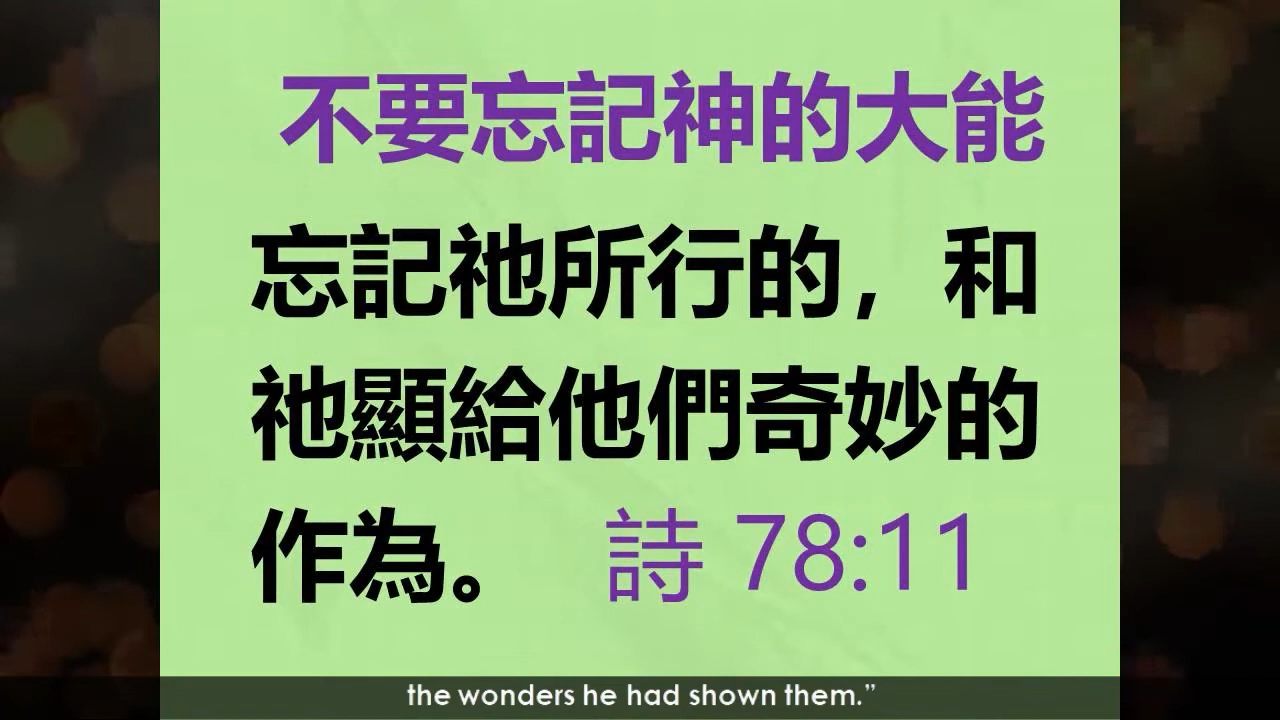 不要忘記神的大能
忘記祂所行的，和
祂顯給他們奇妙的
作為。 詩 78:11
the wonders he had shown them.”